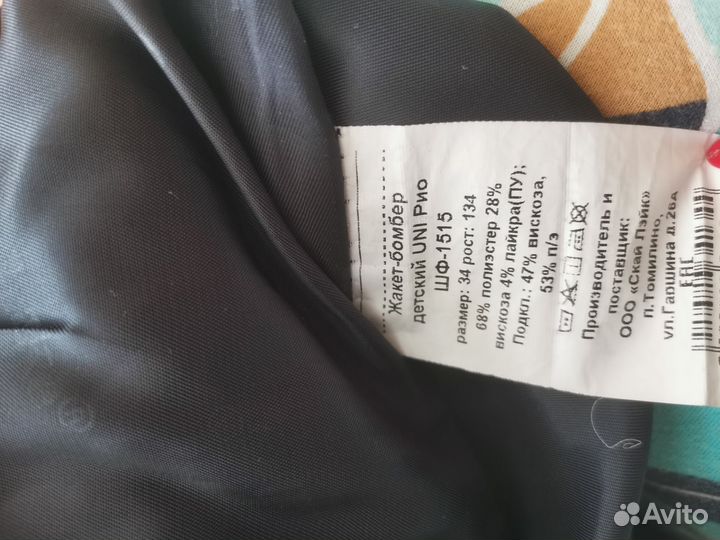 Жакет-бомбер
детский UNI Рио
ШФ-1515
размер: 34 рост: 134
68% полиэстер 28%
вискоза 4% лайкра(ПУ);
Подкл.: 47% вискоза,
53% п/э
Производитель и
поставщик:
ООО «Скай Лэйк»
п.Томилино,
ул.Гаршина д.26а
EAC
Avito